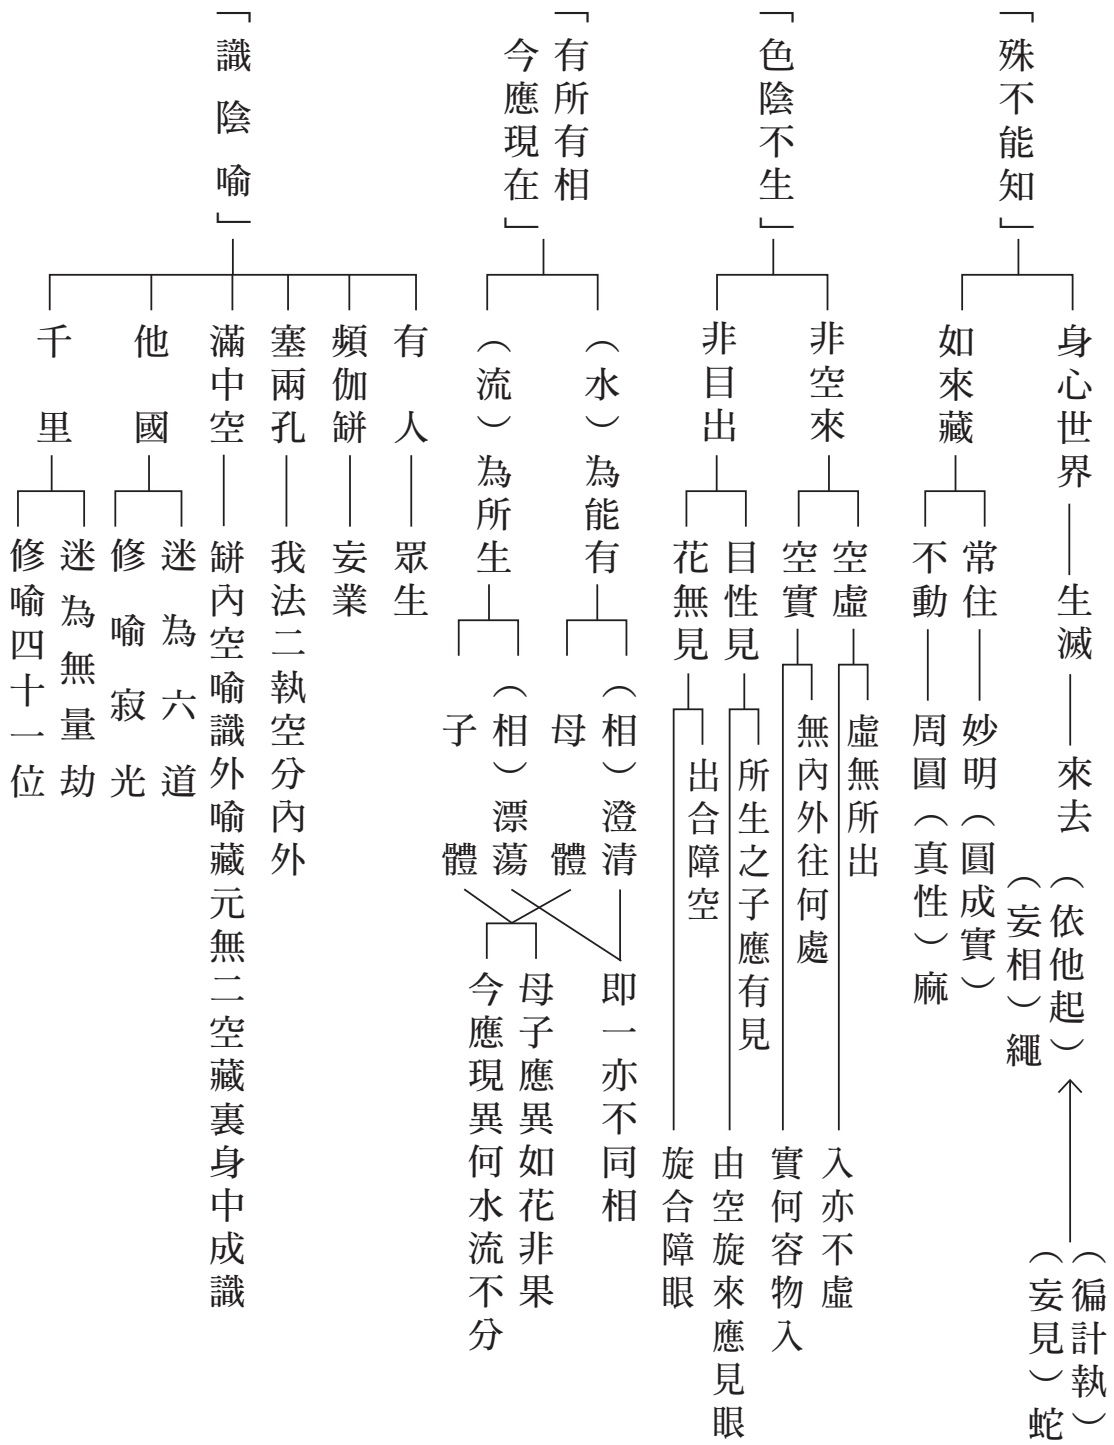 「殊不能知」
身心世界
生滅
來去
（依他起）
（妄相）繩
（徧計執）
（妄見）蛇
如來藏
常住
妙明（圓成實）
不動
周圓（真性）麻
「色陰不生」
非空來
空虛
虛無所出
入亦不虛
空實
無內外往何處
實何容物入
非目出
目性見
所生之子應有見
由空旋來應見眼
花無見
出合障空
旋合障眼
「有所有相
今應現在」
（水）為能有
（相）澄清
母體
（流）為所生
（相）漂蕩
子體
即一亦不同相
母子應異如花非果
今應現異何水流不分
「識陰喻」
有人
眾生
頻伽缾
妄業
塞兩孔
我法二執空分內外
滿中空
缾內空喻識外喻藏元無二空藏裏身中成識
他國
迷為六道
修喻寂光
千里
迷為無量劫
修喻四十一位